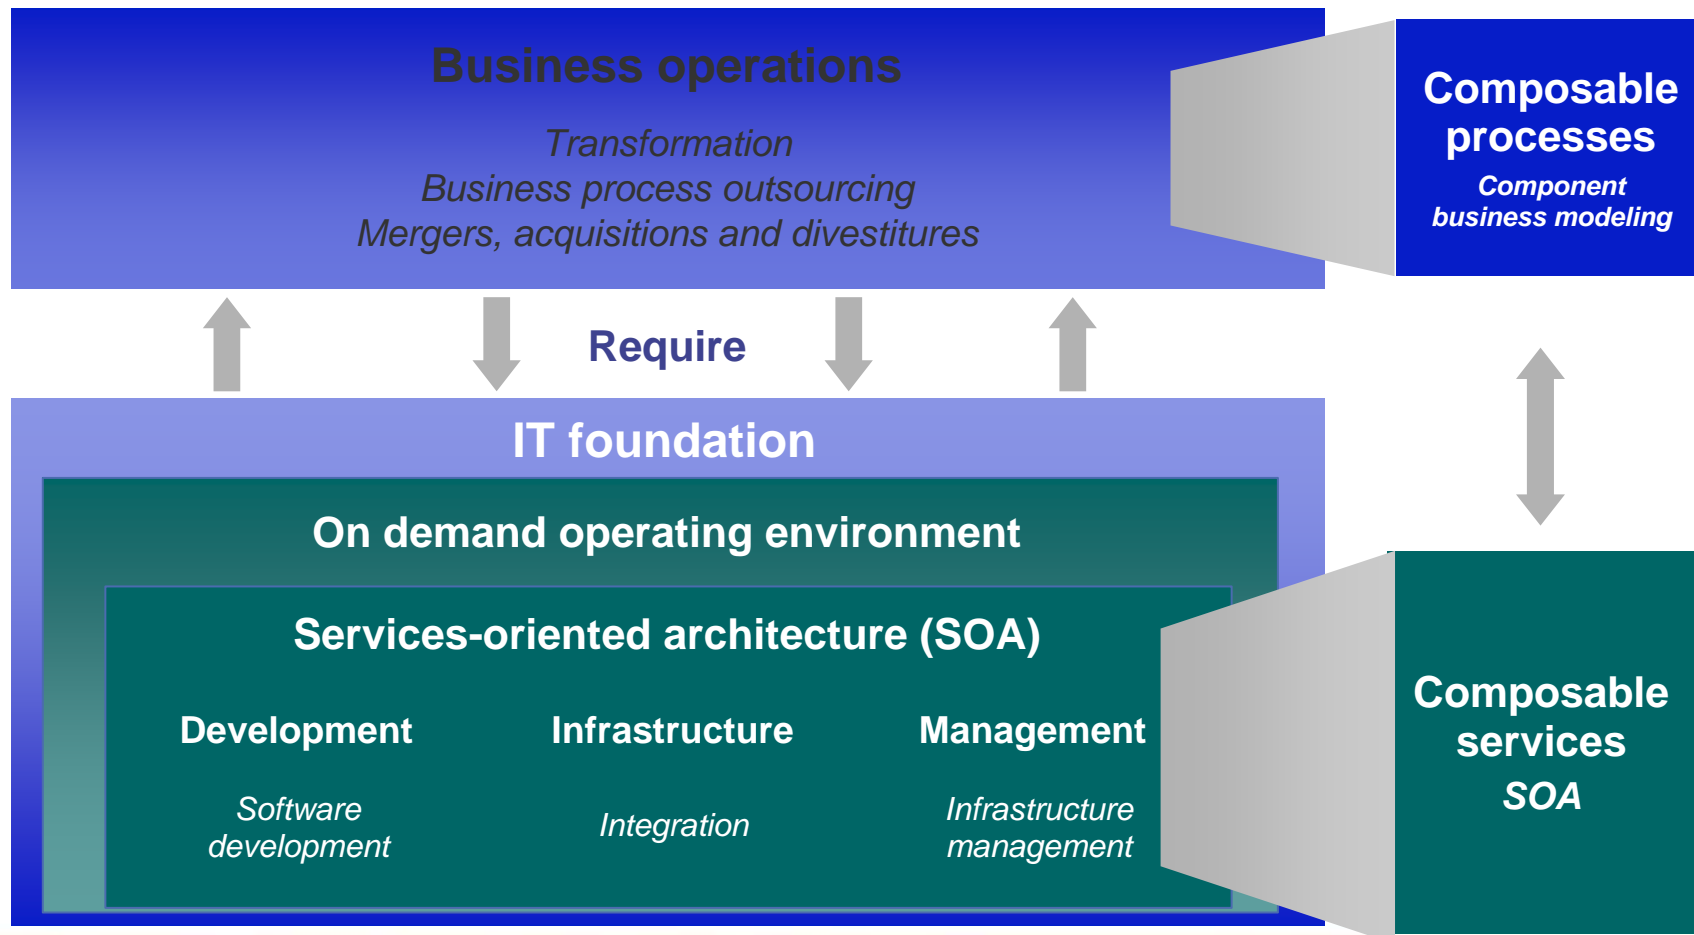 Business operations
Transformation
Business process outsourcing
Mergers, acquisitions and divestitures
Composable
processes
Component
business modeling
Require
IT foundation
On demand operating environment
Services-oriented architecture (SOA)
Development
Infrastructure
Management
Software
development
Integration
Infrastructure
management
Composable
services
SOA